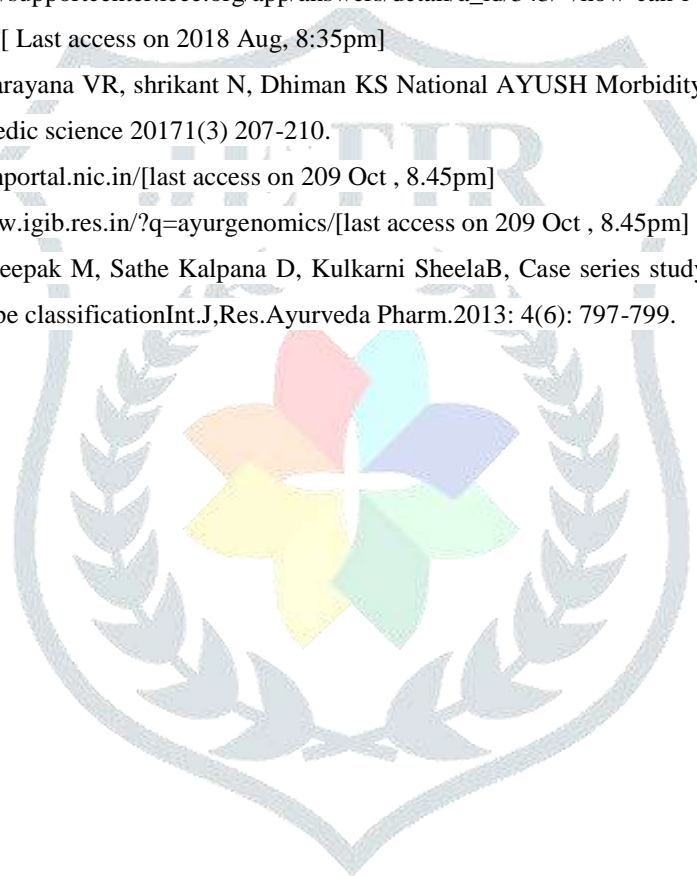 [ Last access on 2018 Aug, 8:35pm]
arayana VR, shrikant N, Dhiman KS National AYUSH Morbidity
edic science 20171(3) 207-210.
nportal.nic.in/[last access on 209 Oct , 8.45pm]
w.igib.res.in/?q=ayurgenomics/[last access on 209 Oct , 8.45pm]
eepak M, Sathe Kalpana D, Kulkarni SheelaB, Case series study
pe classificationInt.J,Res.Ayurveda Pharm.2013: 4(6): 797-799.
JETIR